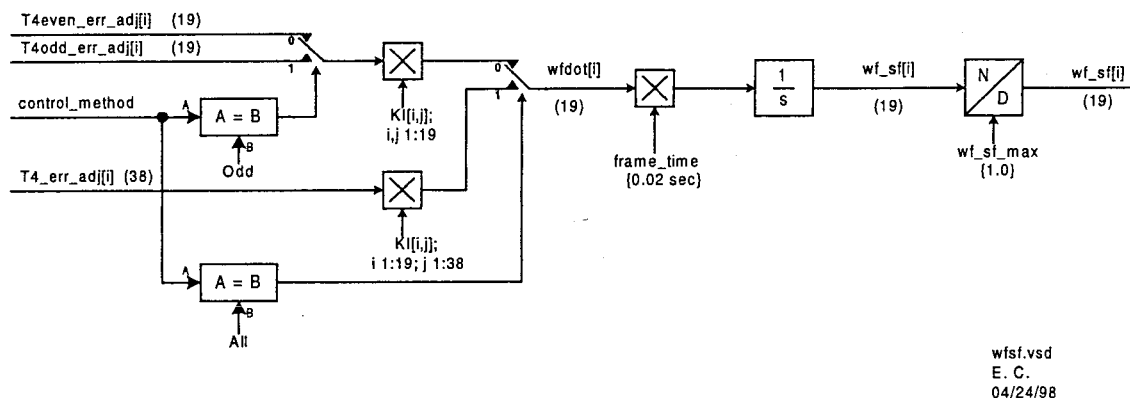 T4even_err_adj[i] (19)
T4odd_err_adj[i] (19)
0
1
control_method
A
A = B
B
Odd
KI[i,j];
i,j 1:19
0
1
wfdot[i]
(19)
frame_time
{0.02 sec}
1
s
wf_sf[i]
(19)
N
D
wf_sf_max
{1.0}
wf_sf[i]
(19)
T4_err_adj[i] (38)
KI[i,j];
i 1:19; j 1:38
A
A = B
B
All
wfsf.vsd
E. C.
04/24/98